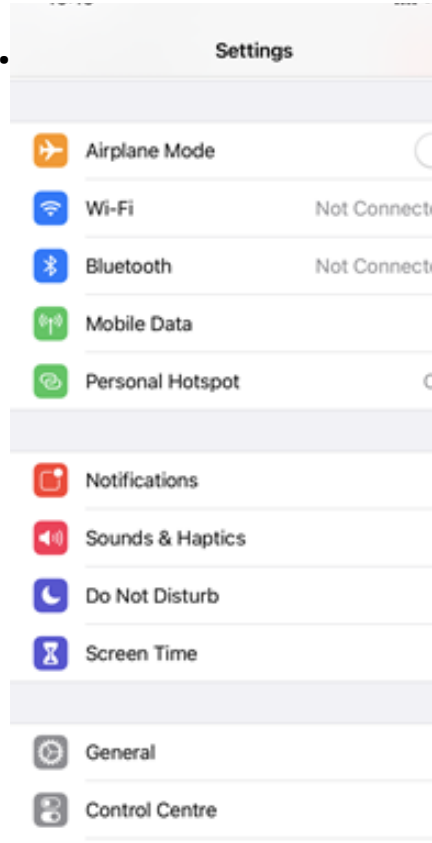 Settings
Airplane Mode
Wi-Fi Not Connecte
Bluetooth Not Connecte
Mobile Data
Personal Hotspot
Notifications
Sounds & Haptics
Do Not Disturb
Screen Time
General
Control Centre